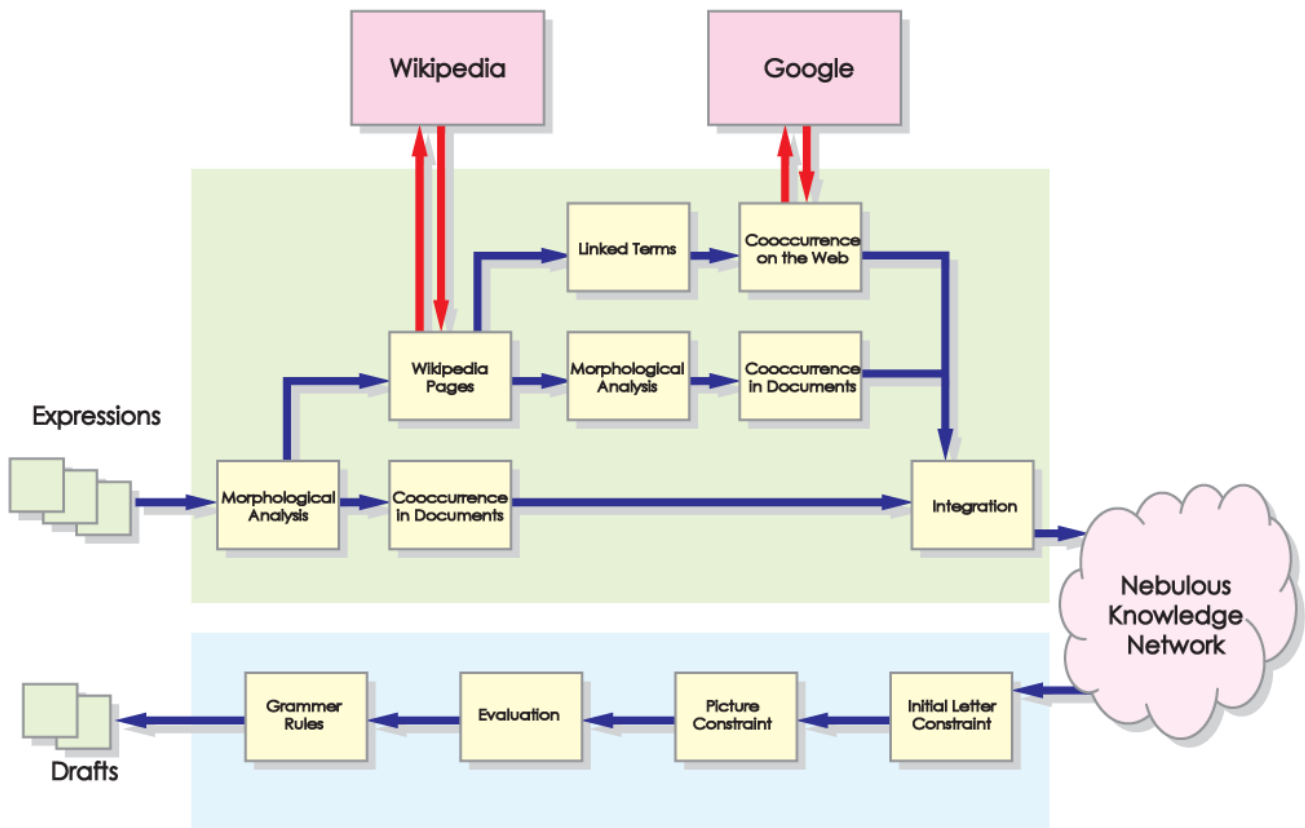 Wikipedia
Google
Linked Terms
Cooccurrence
on the Web
Wikipedia
Pages
Morphological
Analysis
Cooccurrence
in Documents
Expressions
Morphological
Analysis
Cooccurrence
in Documents
Integration
Nebulous
Knowledge
Network
Grammer
Rules
Evaluation
Picture
Constraint
Initial Letter
Constraint
Drafts